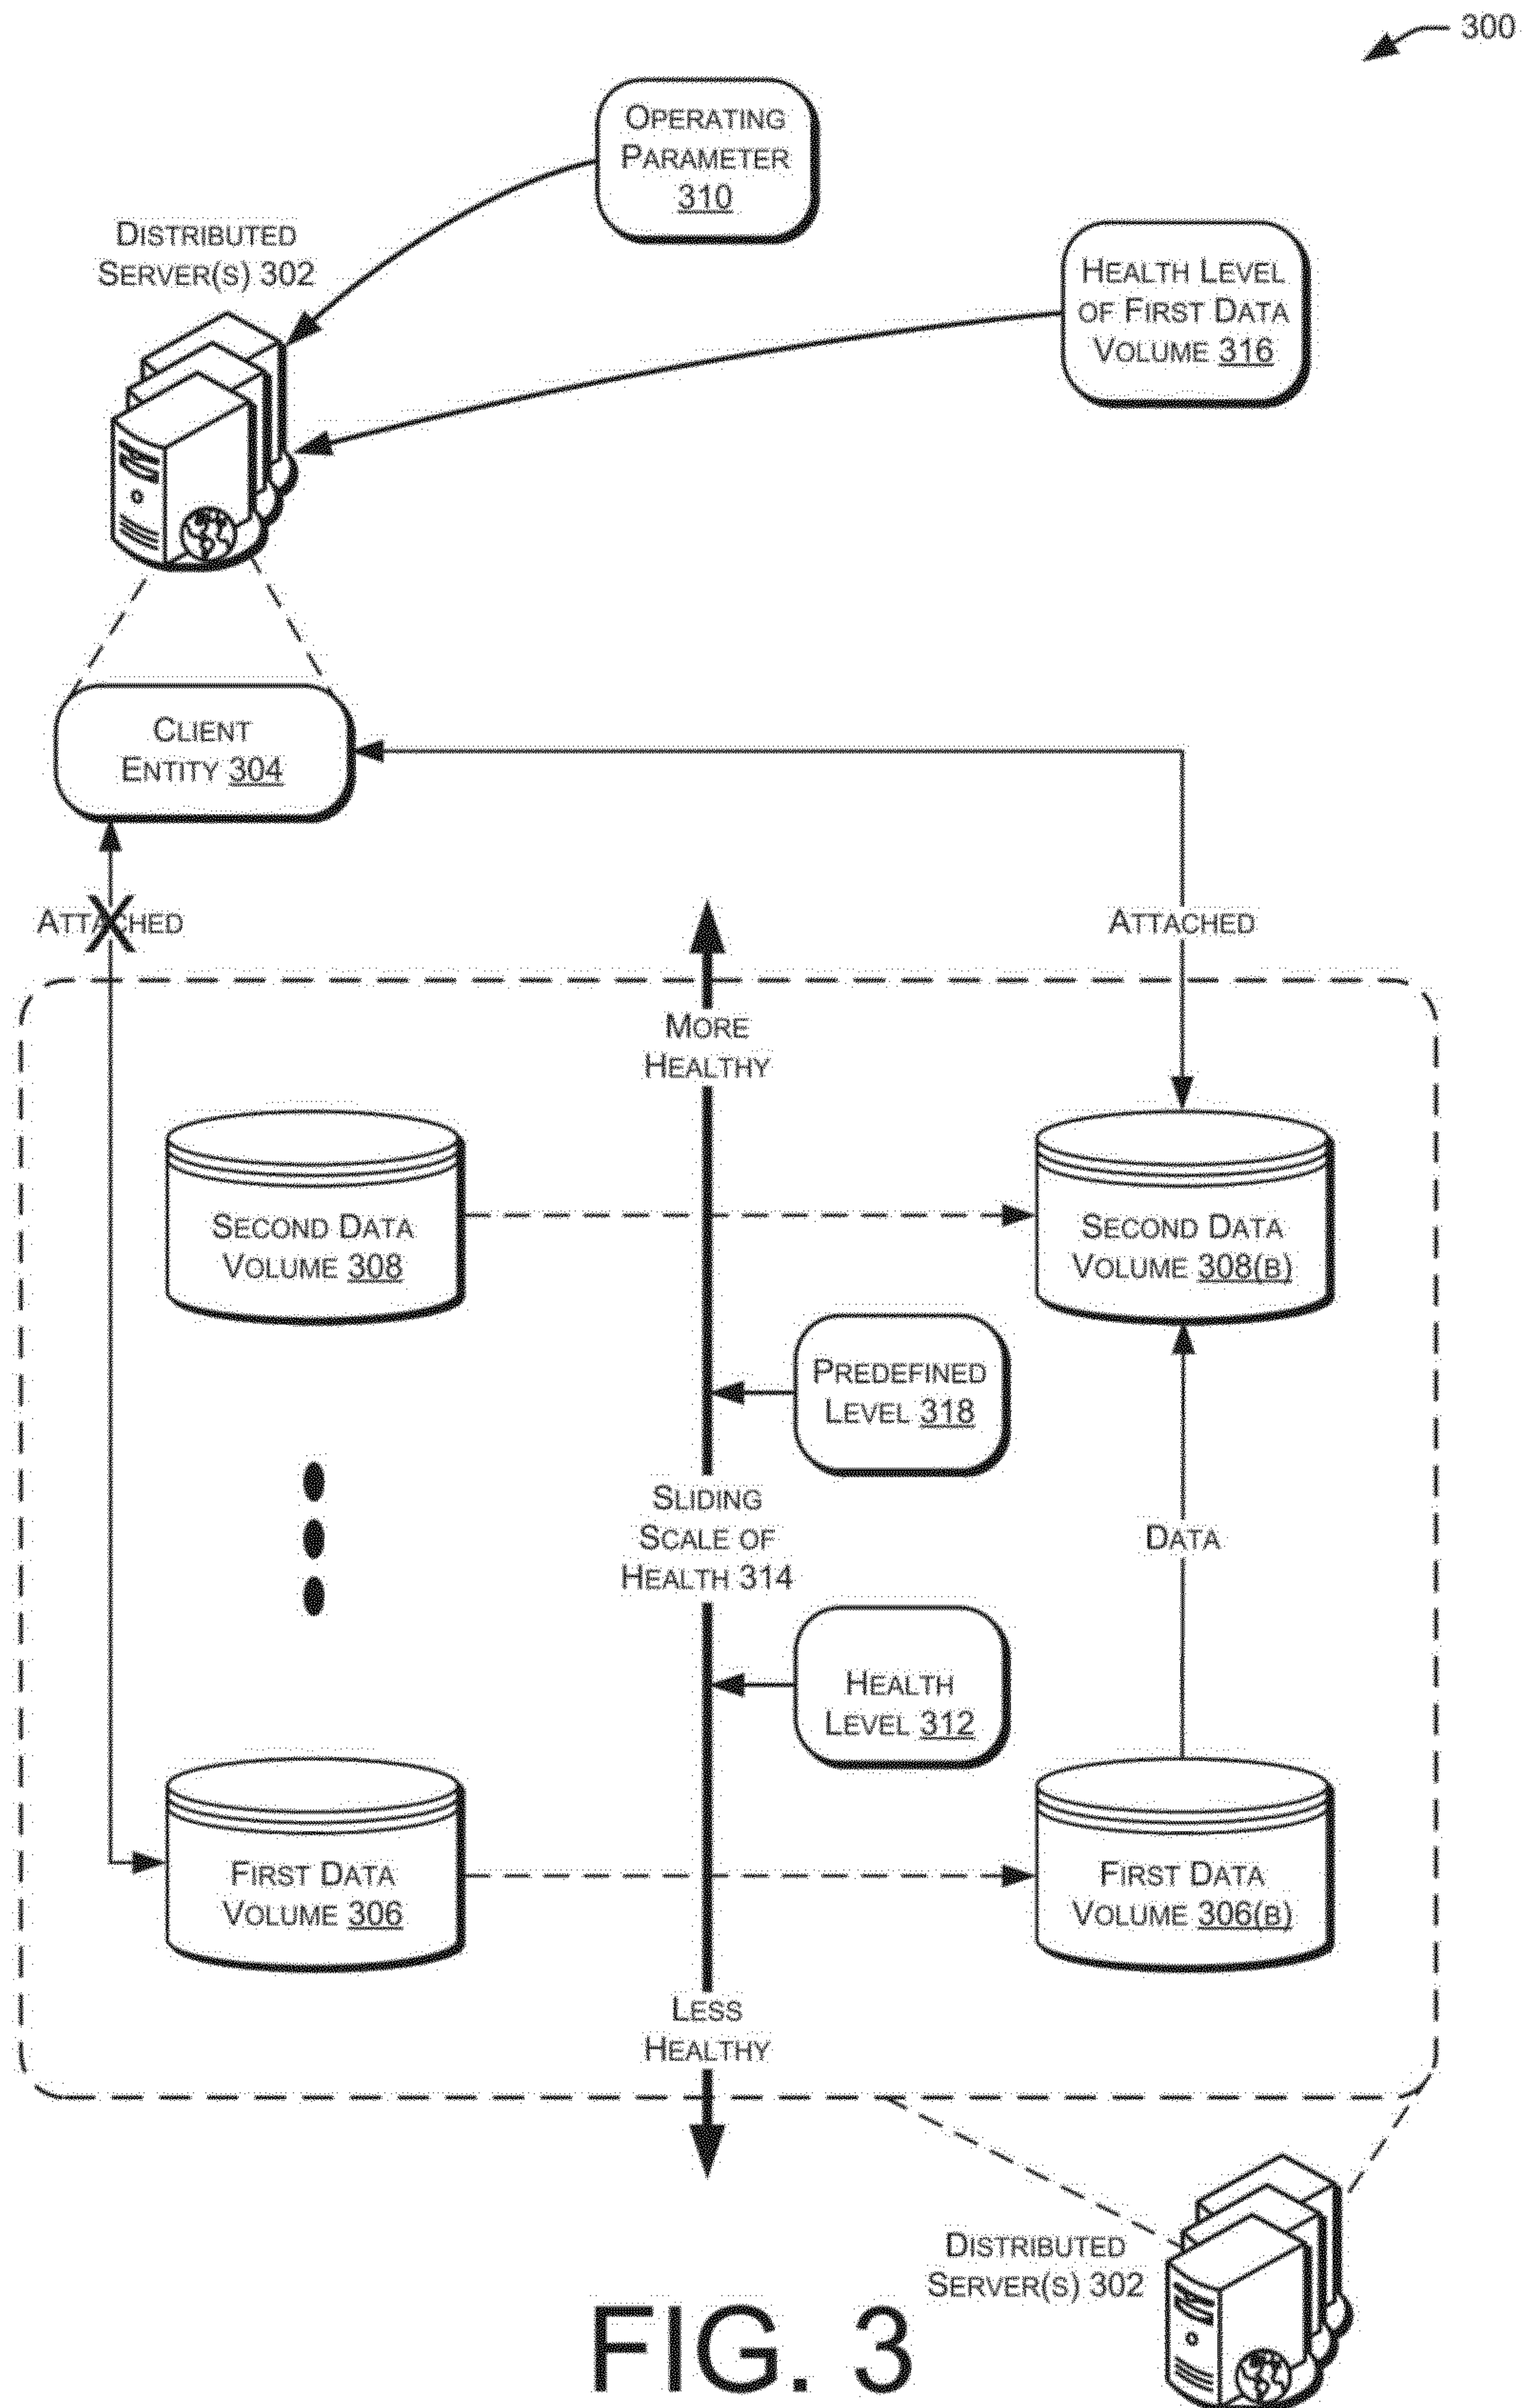 300
OPERATING
PARAMETER
310
DISTRIBUTED
SERVER(S) 302
HEALTH LEVEL
OF FIRST DATA
VOLUME 316
CLIENT
ENTITY 304
ATTACHED
X
ATTACHED
MORE
HEALTHY
SECOND DATA
VOLUME 308
SECOND DATA
VOLUME 308(B)
PREDEFINED
LEVEL 318
SLIDING
SCALE OF
HEALTH 314
DATA
HEALTH
LEVEL 312
FIRST DATA
VOLUME 306
FIRST DATA
VOLUME 306(B)
LESS
HEALTHY
DISTRIBUTED
SERVER(S) 302
FIG. 3